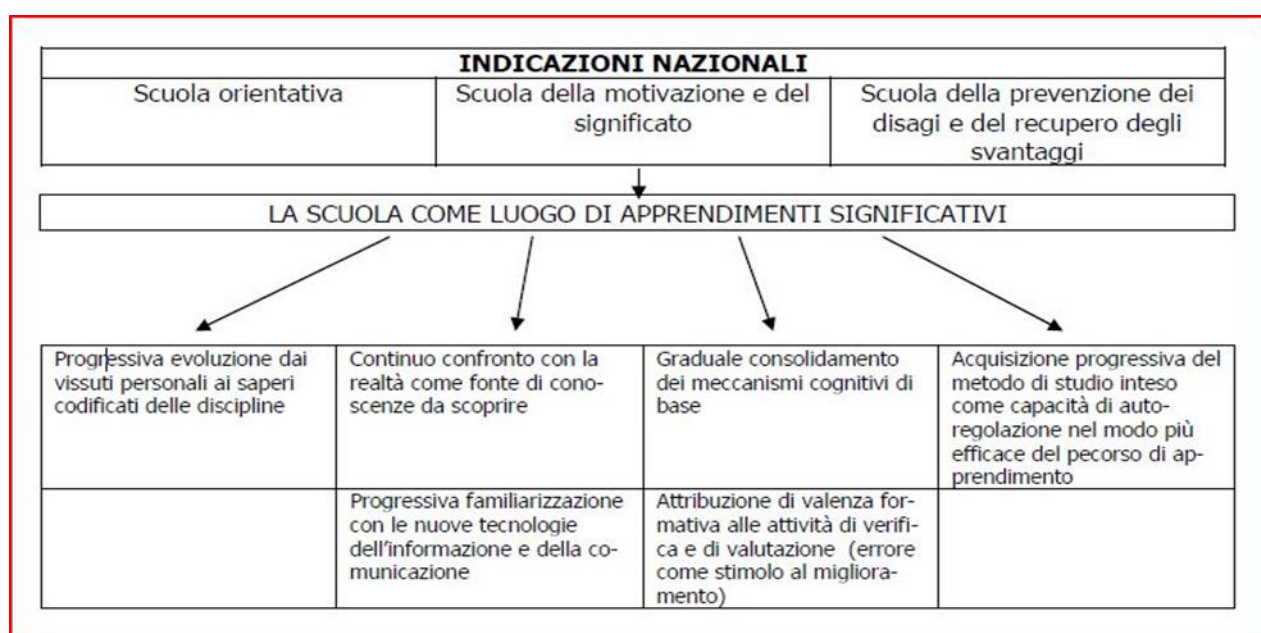 INDICAZIONI NAZIONALI
Scuola orientativa
Scuola della motivazione e del
significato
Scuola della prevenzione dei
disagi e del recupero degli
svantaggi
LA SCUOLA COME LUOGO DI APPRENDIMENTI SIGNIFICATIVI
Progressiva evoluzione dai
vissuti personali ai saperi
codificati delle discipline
Continuo confronto con la
realtà come fonte di cono-
scenze da scoprire
Graduale consolidamento
dei meccanismi cognitivi di
base
Acquisizione progressiva del
metodo di studio inteso
come capacità di auto-
regolazione nel modo più
efficace del pecorso di ap-
prendimento
Progressiva familiarizzazione
con le nuove tecnologie
dell'informazione e della co-
municazione
Attribuzione di valenza for-
mativa alle attività di verifi-
ca e di valutazione (errore
come stimolo al migliora-
mento)